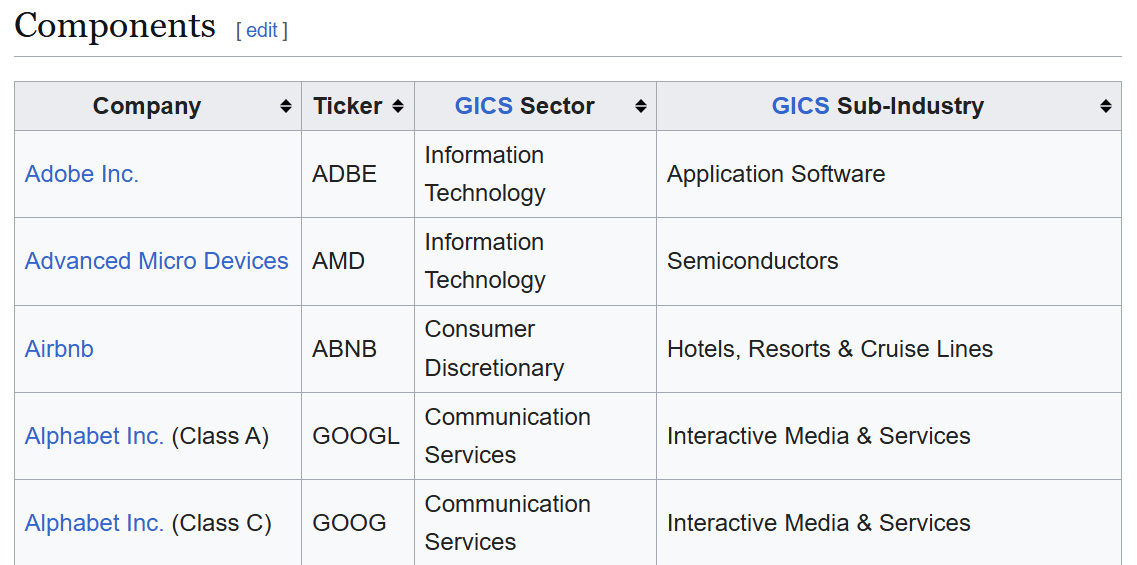 Components [ edit ]
Company Ticker GICS Sector GICS Sub-Industry
Adobe Inc. ADBE Information Technology Application Software
Advanced Micro Devices AMD Information Technology Semiconductors
Airbnb ABNB Consumer Discretionary Hotels, Resorts & Cruise Lines
Alphabet Inc. (Class A) GOOGL Communication Services Interactive Media & Services
Alphabet Inc. (Class C) GOOG Communication Services Interactive Media & Services